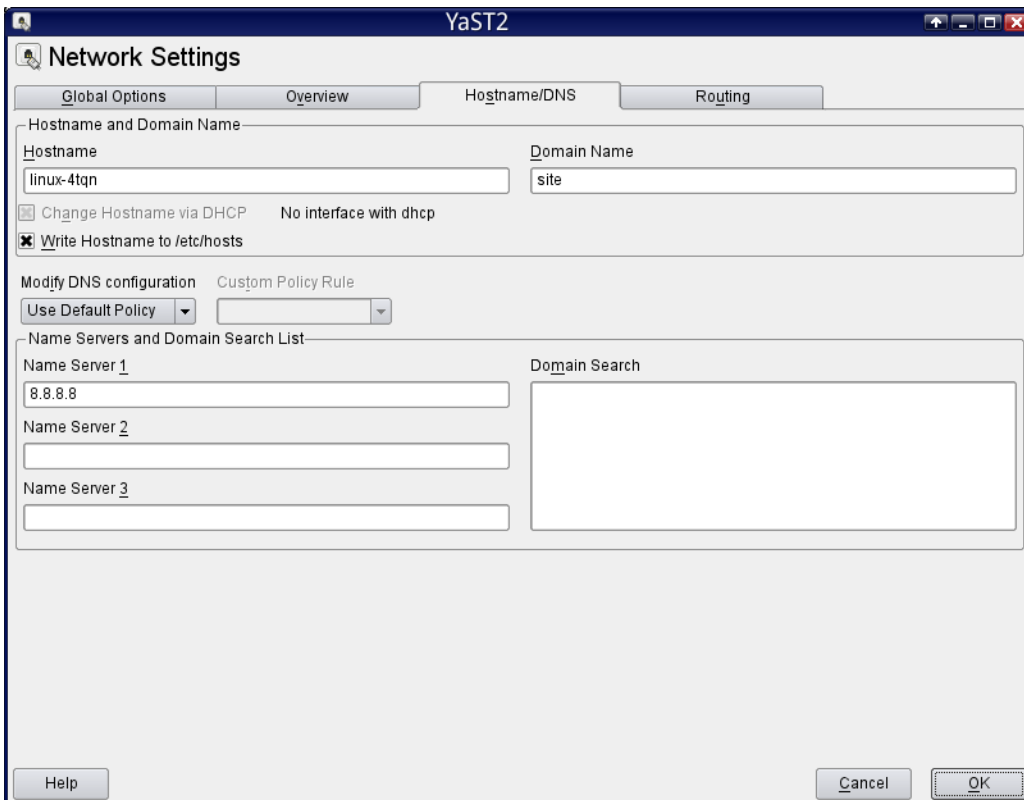 YaST2
Network Settings
Global Options Overview Hostname/DNS Routing
Hostname and Domain Name
Hostname Domain Name
linux-4tqn site
Change Hostname via DHCP No interface with dhcp
Write Hostname to /etc/hosts
Modify DNS configuration Custom Policy Rule
Use Default Policy
Name Servers and Domain Search List
Name Server 1 Domain Search
8.8.8.8
Name Server 2
Name Server 3
Help Cancel OK